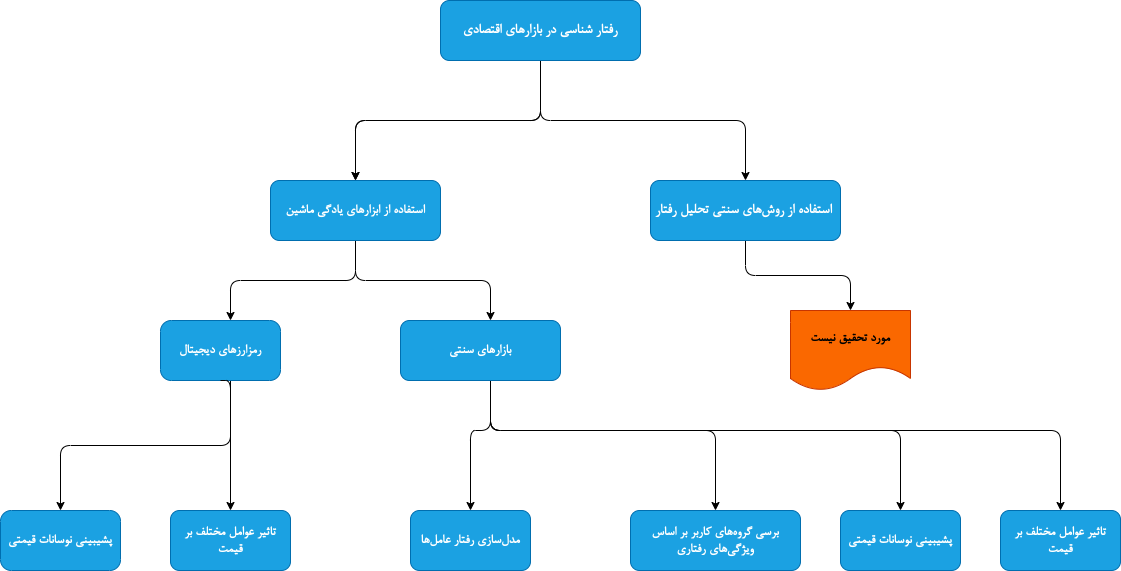 رفتار شناسی در بازارهای اقتصادی
استفاده از روش‌های سنتی تحلیل رفتار
استفاده از ابزارهای یادگی ماشین
مورد تحقیق نیست
بازارهای سنتی
رمزارزهای دیجیتال
تاثیر عوامل مختلف بر
قیمت
پشیبینی نوسانات قیمتی
برسی گروه‌های کاربر بر اساس
ویژگی‌های رفتاری
مدل‌سازی رفتار عامل‌ها
تاثیر عوامل مختلف بر
قیمت
پشیبینی نوسانات قیمتی